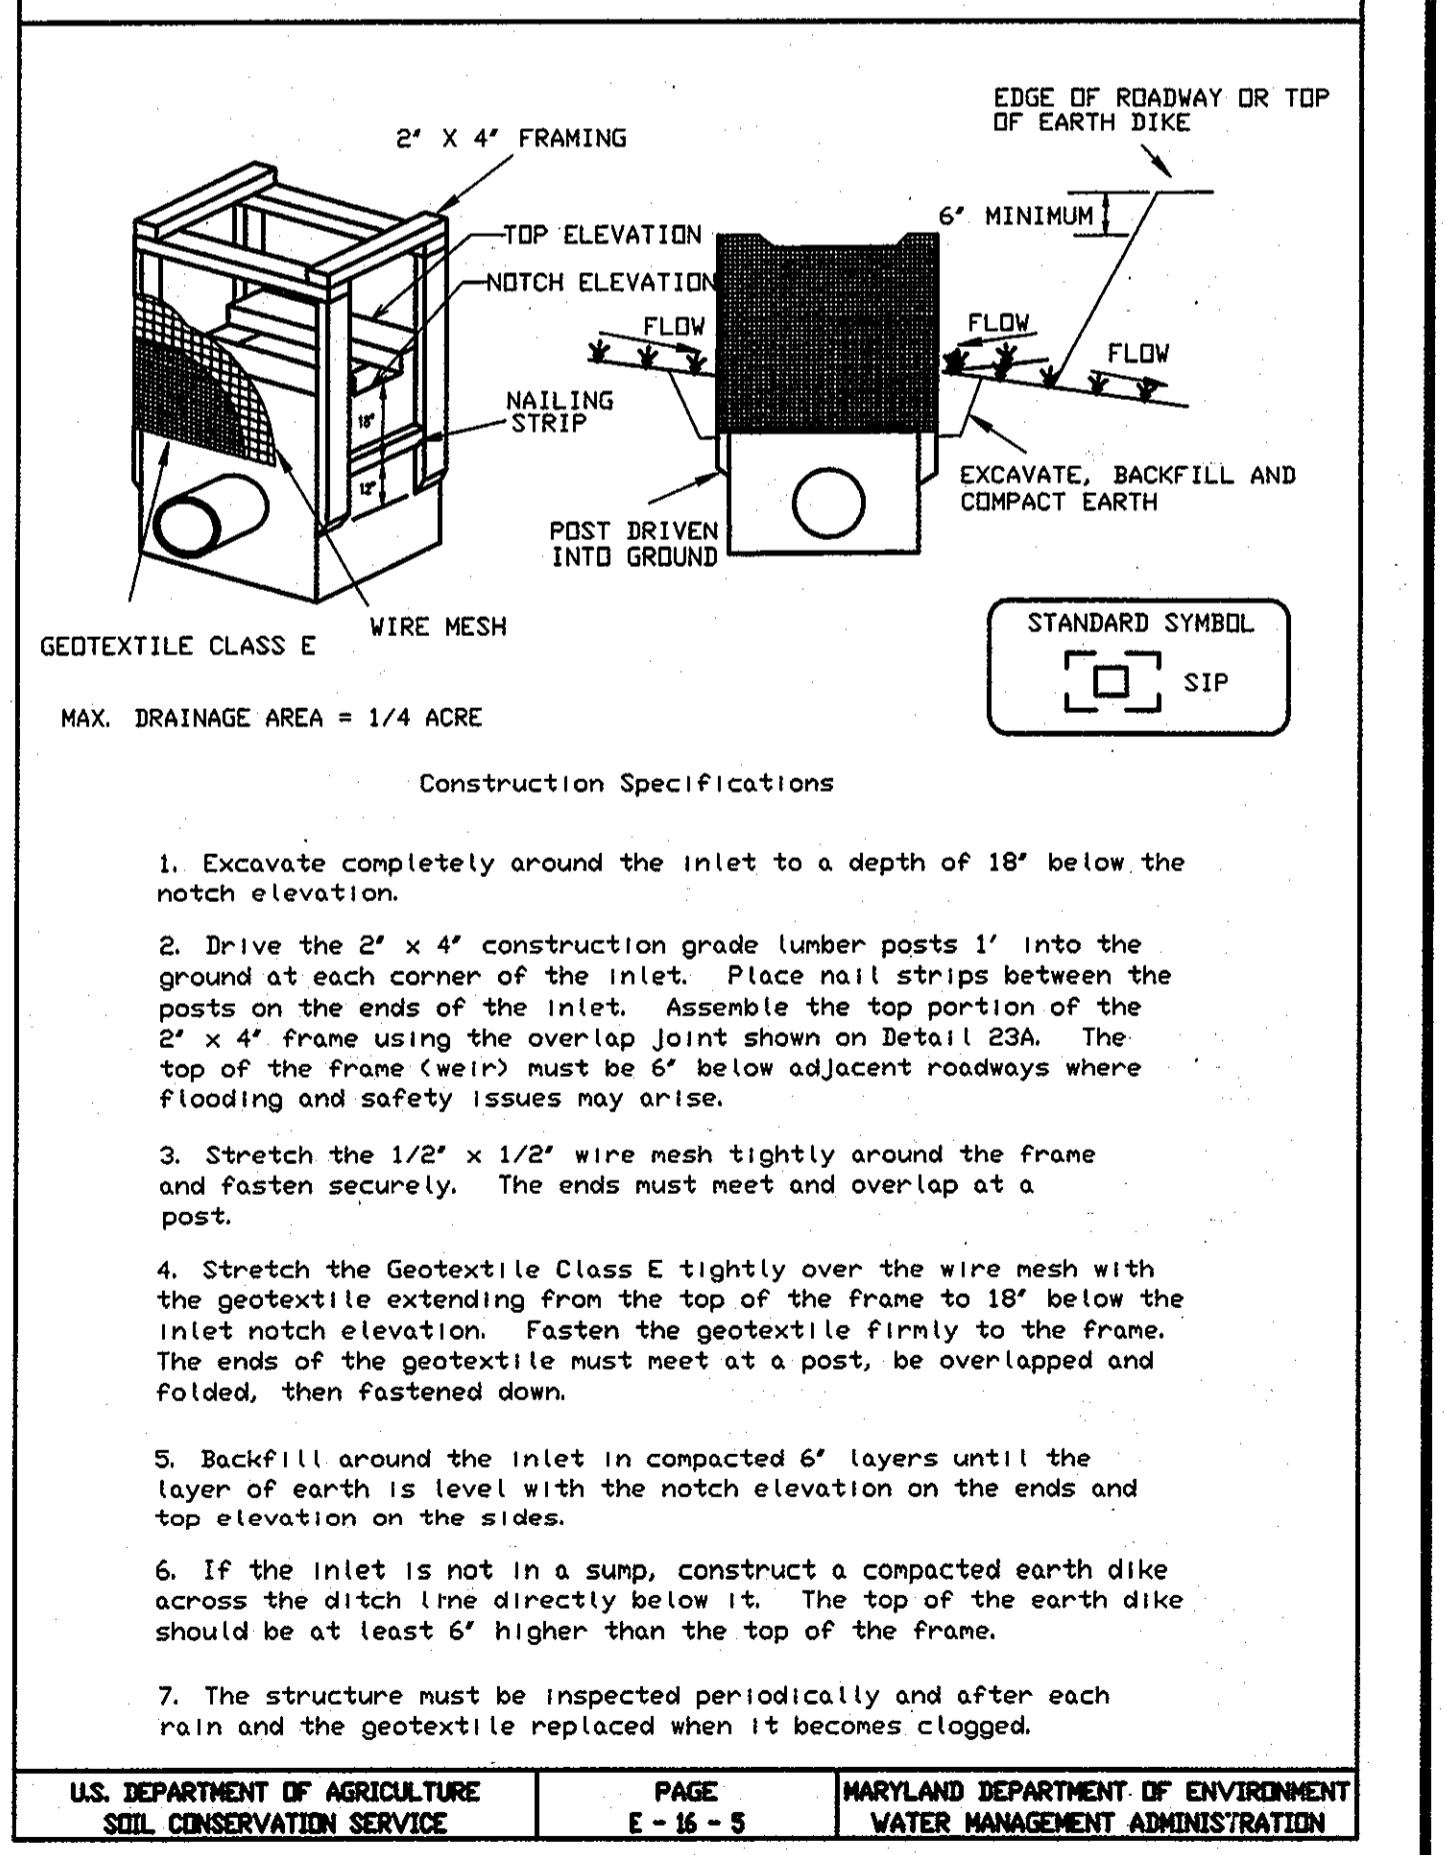 EDGE OF ROADWAY OR TOP
OF EARTH DIKE
2" X 4" FRAMING
6" MINIMUM
TOP ELEVATION
NOTCH ELEVATION
FLOW
FLOW
FLOW
NAILING
STRIP
18"
12"
EXCAVATE, BACKFILL AND
COMPACT EARTH
POST DRIVEN
INTO GROUND
WIRE MESH
GEOTEXTILE CLASS E
STANDARD SYMBOL
SIP
MAX. DRAINAGE AREA = 1/4 ACRE
Construction Specifications
1. Excavate completely around the inlet to a depth of 18" below the
notch elevation.
2. Drive the 2" x 4" construction grade lumber posts 1' into the
ground at each corner of the inlet. Place nail strips between the
posts on the ends of the inlet. Assemble the top portion of the
2" x 4" frame using the overlap joint shown on Detail 23A. The
top of the frame (weir) must be 6" below adjacent roadways where
flooding and safety issues may arise.
3. Stretch the 1/2" x 1/2" wire mesh tightly around the frame
and fasten securely. The ends must meet and overlap at a
post.
4. Stretch the Geotextile Class E tightly over the wire mesh with
the geotextile extending from the top of the frame to 18" below the
inlet notch elevation. Fasten the geotextile firmly to the frame.
The ends of the geotextile must meet at a post, be overlapped and
folded, then fastened down.
5. Backfill around the inlet in compacted 6" layers until the
layer of earth is level with the notch elevation on the ends and
top elevation on the sides.
6. If the inlet is not in a sump, construct a compacted earth dike
across the ditch line directly below it. The top of the earth dike
should be at least 6" higher than the top of the frame.
7. The structure must be inspected periodically and after each
rain and the geotextile replaced when it becomes clogged.
U.S. DEPARTMENT OF AGRICULTURE
SOIL CONSERVATION SERVICE
PAGE
E - 16 - 5
MARYLAND DEPARTMENT OF ENVIRONMENT
WATER MANAGEMENT ADMINISTRATION